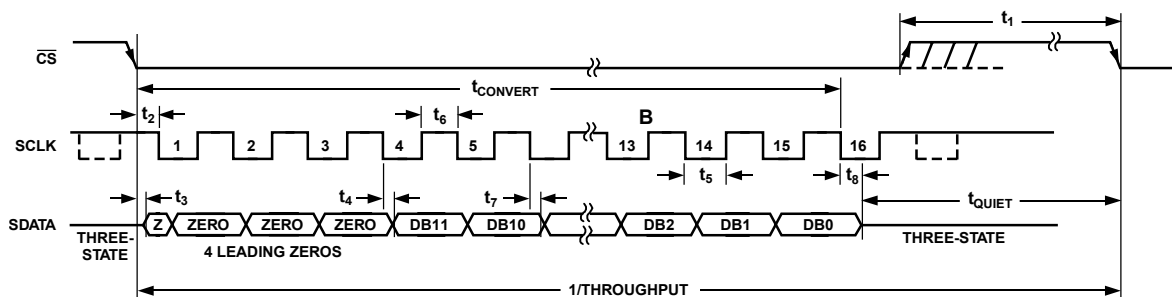 t1
CS
tCONVERT
t2
t6
B
SCLK
1
2
3
4
5
13
14
15
16
t3
t4
t7
t5
t8
tQUIET
SDATA
Z
ZERO
ZERO
ZERO
DB11
DB10
DB2
DB1
DB0
THREE-
STATE
4 LEADING ZEROS
THREE-STATE
1/THROUGHPUT